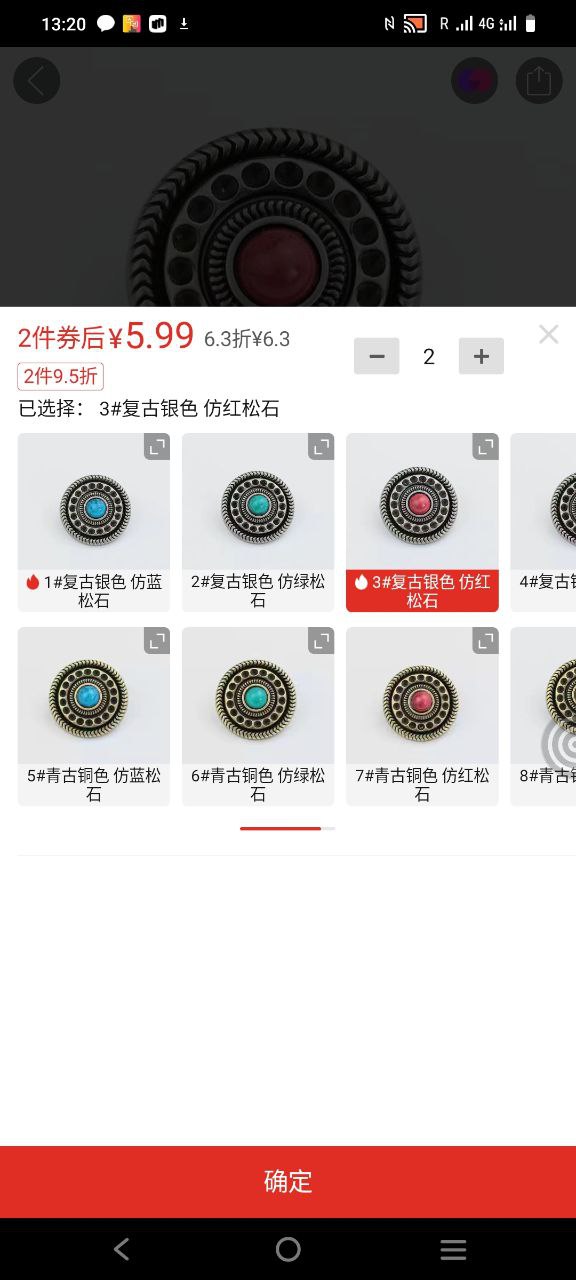 13:20
R 4G
2件券后¥5.99 6.3折¥6.3
2
2件9.5折
已选择： 3#复古银色 仿红松石
1#复古银色 仿蓝
松石
2#复古银色 仿绿松
石
3#复古银色 仿红
松石
4#复古
5#青古铜色 仿蓝松
石
6#青古铜色 仿绿松
石
7#青古铜色 仿红松
石
8#青古
确定